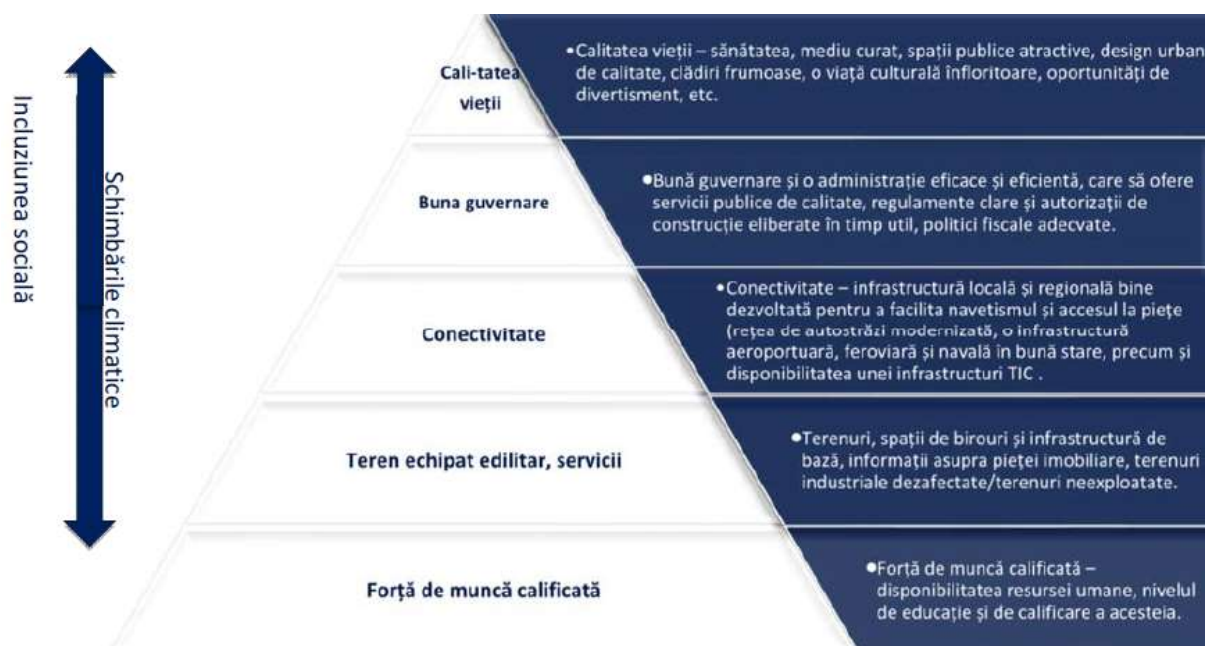 Incluziunea socială
Schimbările climatice
Cali-tatea
vieții
•Calitatea vieții – sănătatea, mediu curat, spații publice atractive, design urban
de calitate, clădiri frumoase, o viață culturală înfloritoare, oportunități de
divertisment, etc.
Buna guvernare
•Bună guvernare și o administrație eficace și eficientă, care să ofere
servicii publice de calitate, regulamente clare și autorizații de
construcție eliberate în timp util, politici fiscale adecvate.
Conectivitate
•Conectivitate – infrastructură locală și regională bine
dezvoltată pentru a facilita navetismul și accesul la piețe
(rețea de autostrăzi modernizată, o infrastructură
aeroportuară, feroviară și navală în bună stare, precum și
disponibilitatea unei infrastructuri TIC .
Teren echipat edilitar, servicii
•Terenuri, spații de birouri și infrastructură de
bază, informații asupra pieței imobiliare, terenuri
industriale dezafectate/terenuri neexploatate.
Forță de muncă calificată
•Forță de muncă calificată –
disponibilitatea resursei umane, nivelul
de educație și de calificare a acesteia.